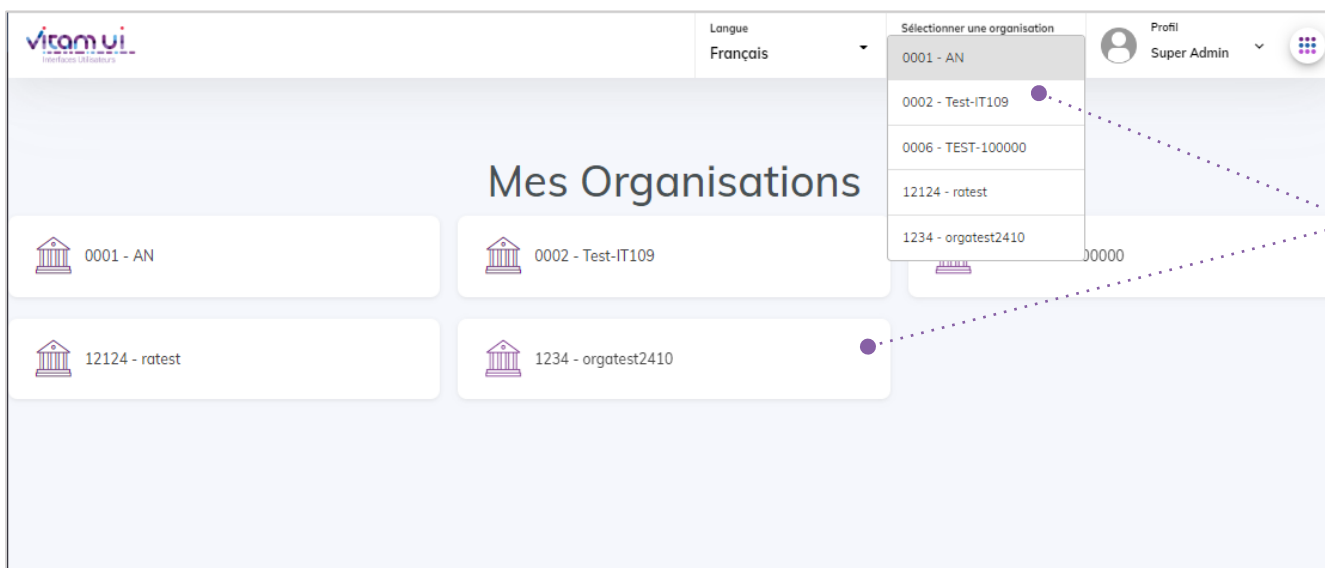 vitam ui
Interfaces Utilisateurs
Langue
Français
Sélectionner une organisation
0001 - AN
0002 - Test-IT109
0006 - TEST-100000
12124 - ratest
1234 - orgatest2410
Profil
Super Admin
Mes Organisations
0001 - AN
0002 - Test-IT109
00000
12124 - ratest
1234 - orgatest2410